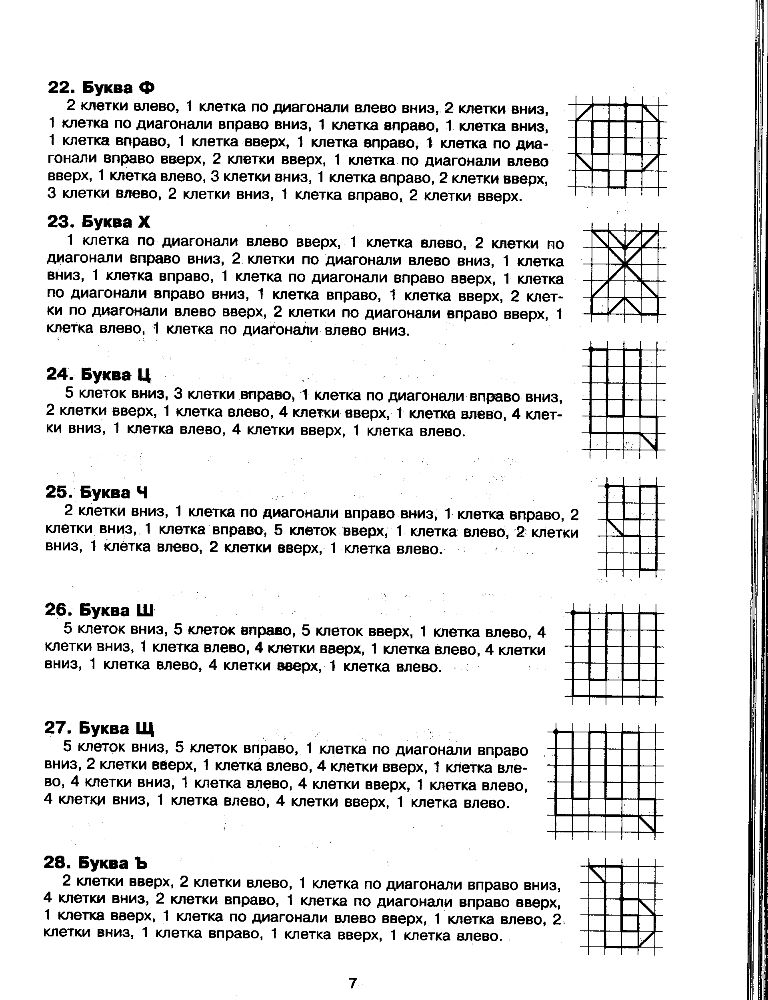 22. Буква Ф
2 клетки влево, 1 клетка по диагонали влево вниз, 2 клетки вниз,
1 клетка по диагонали вправо вниз, 1 клетка вправо, 1 клетка вниз,
1 клетка вправо, 1 клетка вверх, 1 клетка вправо, 1 клетка по диа-
гонали вправо вверх, 2 клетки вверх, 1 клетка по диагонали влево
вверх, 1 клетка влево, 3 клетки вниз, 1 клетка вправо, 2 клетки вверх,
3 клетки влево, 2 клетки вниз, 1 клетка вправо, 2 клетки вверх.
23. Буква Х
1 клетка по диагонали влево вверх, 1 клетка влево, 2 клетки по
диагонали вправо вниз, 2 клетки по диагонали влево вниз, 1 клетка
вниз, 1 клетка вправо, 1 клетка по диагонали вправо вверх, 1 клетка
по диагонали вправо вниз, 1 клетка вправо, 1 клетка вверх, 2 клет-
ки по диагонали влево вверх, 2 клетки по диагонали вправо вверх, 1
клетка влево, 1 клетка по диагонали влево вниз.
24. Буква Ц
5 клеток вниз, 3 клетки вправо, 1 клетка по диагонали вправо вниз,
2 клетки вверх, 1 клетка влево, 4 клетки вверх, 1 клетка влево, 4 клет-
ки вниз, 1 клетка влево, 4 клетки вверх, 1 клетка влево.
25. Буква Ч
2 клетки вниз, 1 клетка по диагонали вправо вниз, 1 клетка вправо, 2
клетки вниз, 1 клетка вправо, 5 клеток вверх, 1 клетка влево, 2 клетки
вниз, 1 клетка влево, 2 клетки вверх, 1 клетка влево.
26. Буква Ш
5 клеток вниз, 5 клеток вправо, 5 клеток вверх, 1 клетка влево, 4
клетки вниз, 1 клетка влево, 4 клетки вверх, 1 клетка влево, 4 клетки
вниз, 1 клетка влево, 4 клетки вверх, 1 клетка влево.
27. Буква Щ
5 клеток вниз, 5 клеток вправо, 1 клетка по диагонали вправо
вниз, 2 клетки вверх, 1 клетка влево, 4 клетки вверх, 1 клетка вле-
во, 4 клетки вниз, 1 клетка влево, 4 клетки вверх, 1 клетка влево,
4 клетки вниз, 1 клетка влево, 4 клетки вверх, 1 клетка влево.
28. Буква Ъ
2 клетки вверх, 2 клетки влево, 1 клетка по диагонали вправо вниз,
4 клетки вниз, 2 клетки вправо, 1 клетка по диагонали вправо вверх,
1 клетка вверх, 1 клетка по диагонали влево вверх, 1 клетка влево, 2
клетки вниз, 1 клетка вправо, 1 клетка вверх, 1 клетка влево.
7